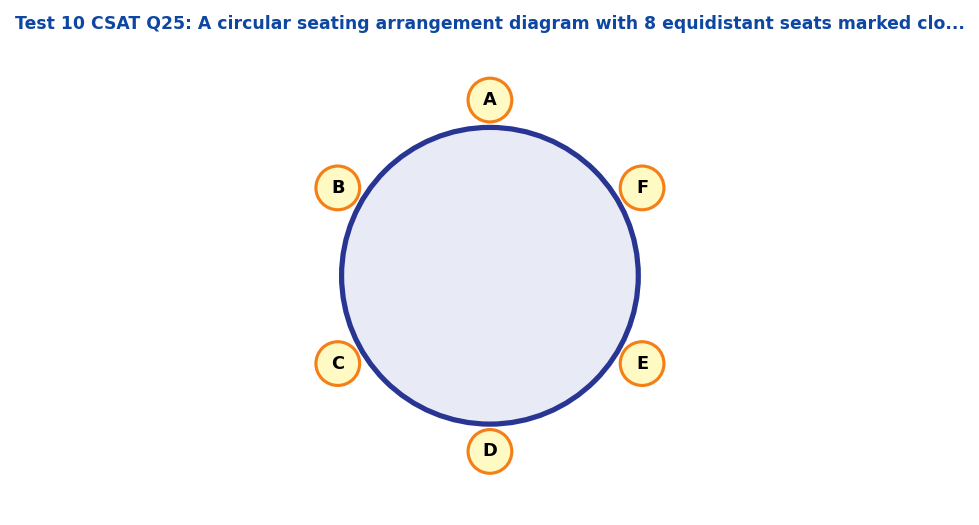 Test 10 CSAT Q25: A circular seating arrangement diagram with 8 equidistant seats marked clo...
A
B
F
C
E
D